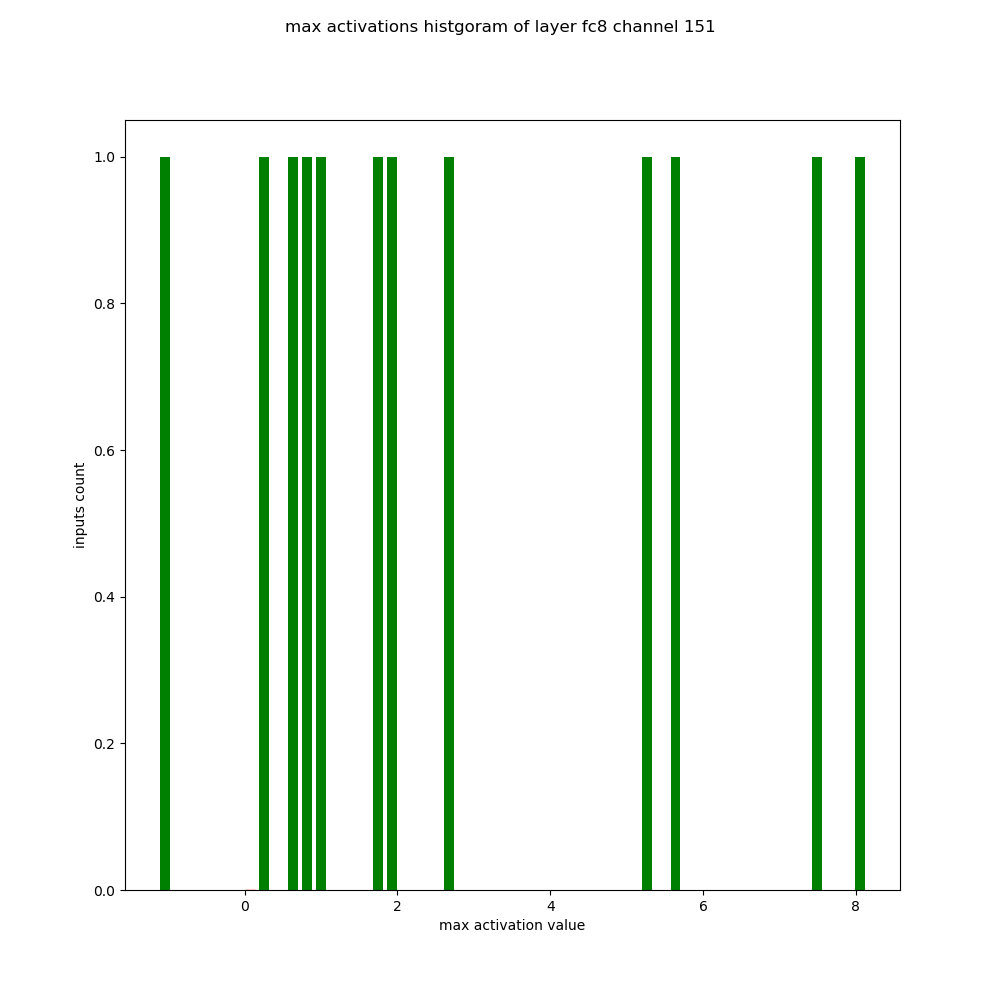 max activations histgoram of layer fc8 channel 151
1.0
0.8
0.6
0.4
0.2
0.0
inputs count
0 2 4 6 8
max activation value